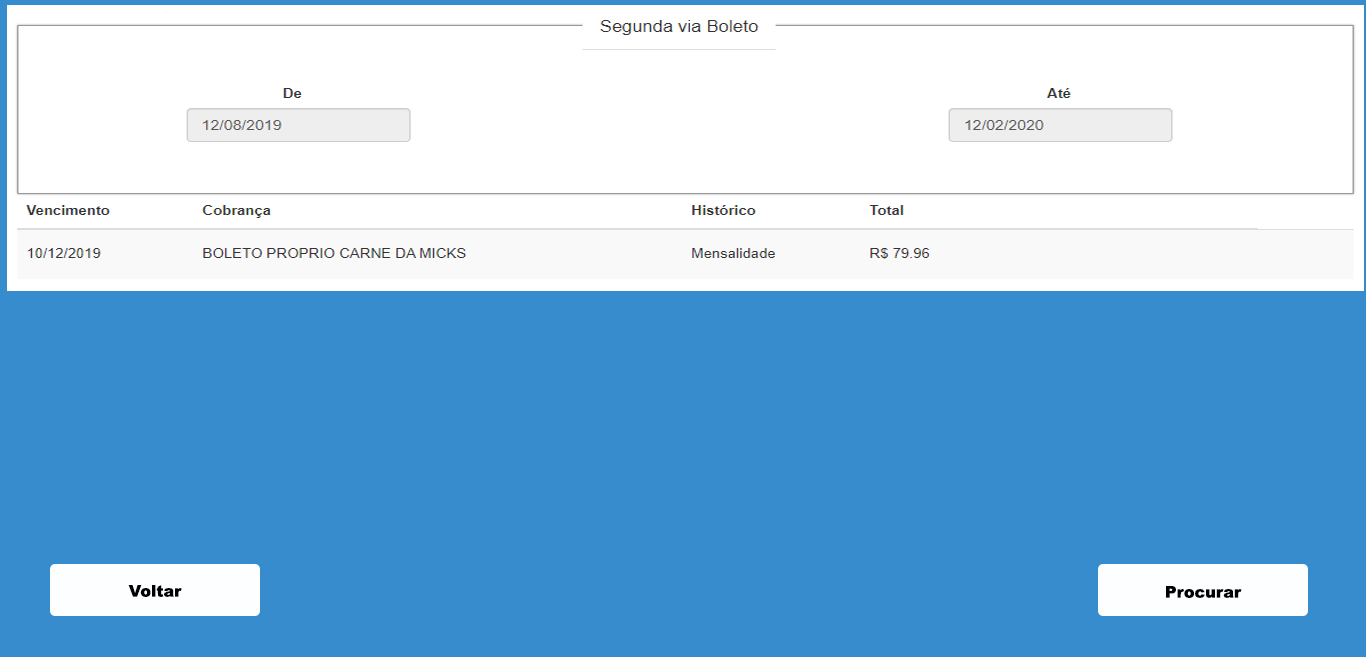 Segunda via Boleto
De Até
12/08/2019 12/02/2020
Vencimento Cobrança Histórico Total
10/12/2019 BOLETO PROPRIO CARNE DA MICKS Mensalidade R$ 79.96
Voltar Procurar